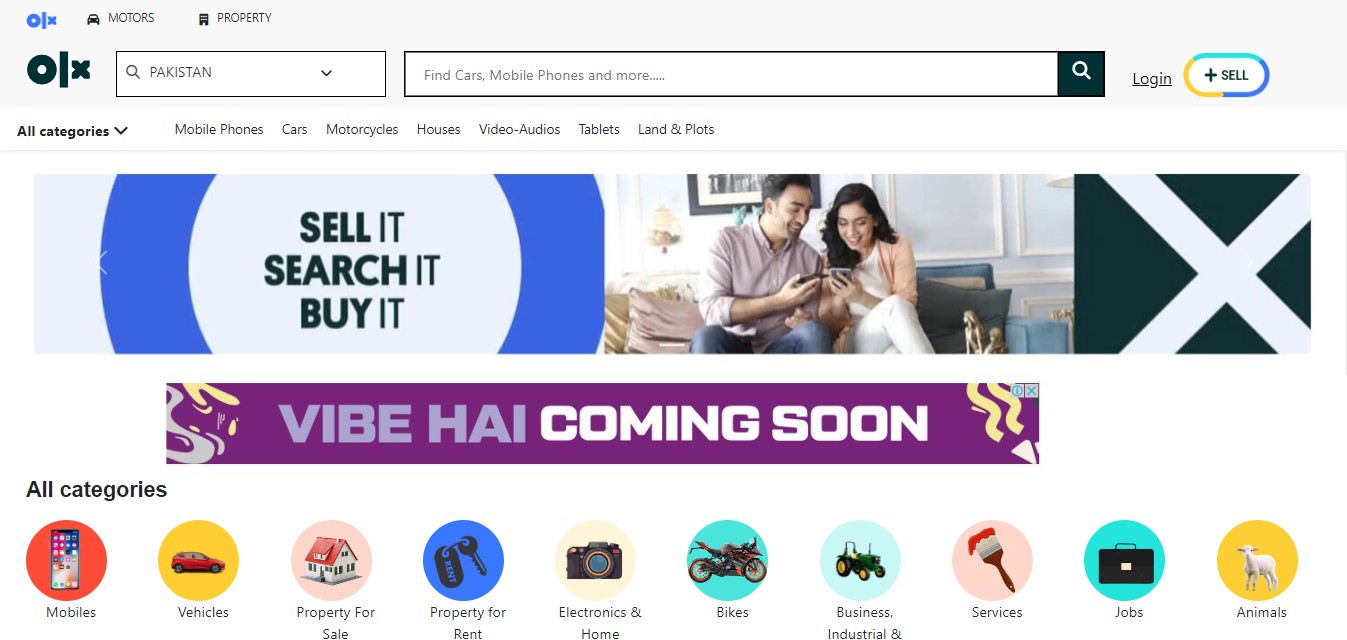 olx MOTORS PROPERTY
olx PAKISTAN Find Cars, Mobile Phones and more..... Login + SELL
All categories Mobile Phones Cars Motorcycles Houses Video-Audios Tablets Land & Plots
SELL IT
SEARCH IT
BUY IT
VIBE HAI COMING SOON
All categories
RENT
Mobiles Vehicles Property For Property for Electronics & Bikes Business, Services Jobs Animals
Sale Rent Home Industrial &